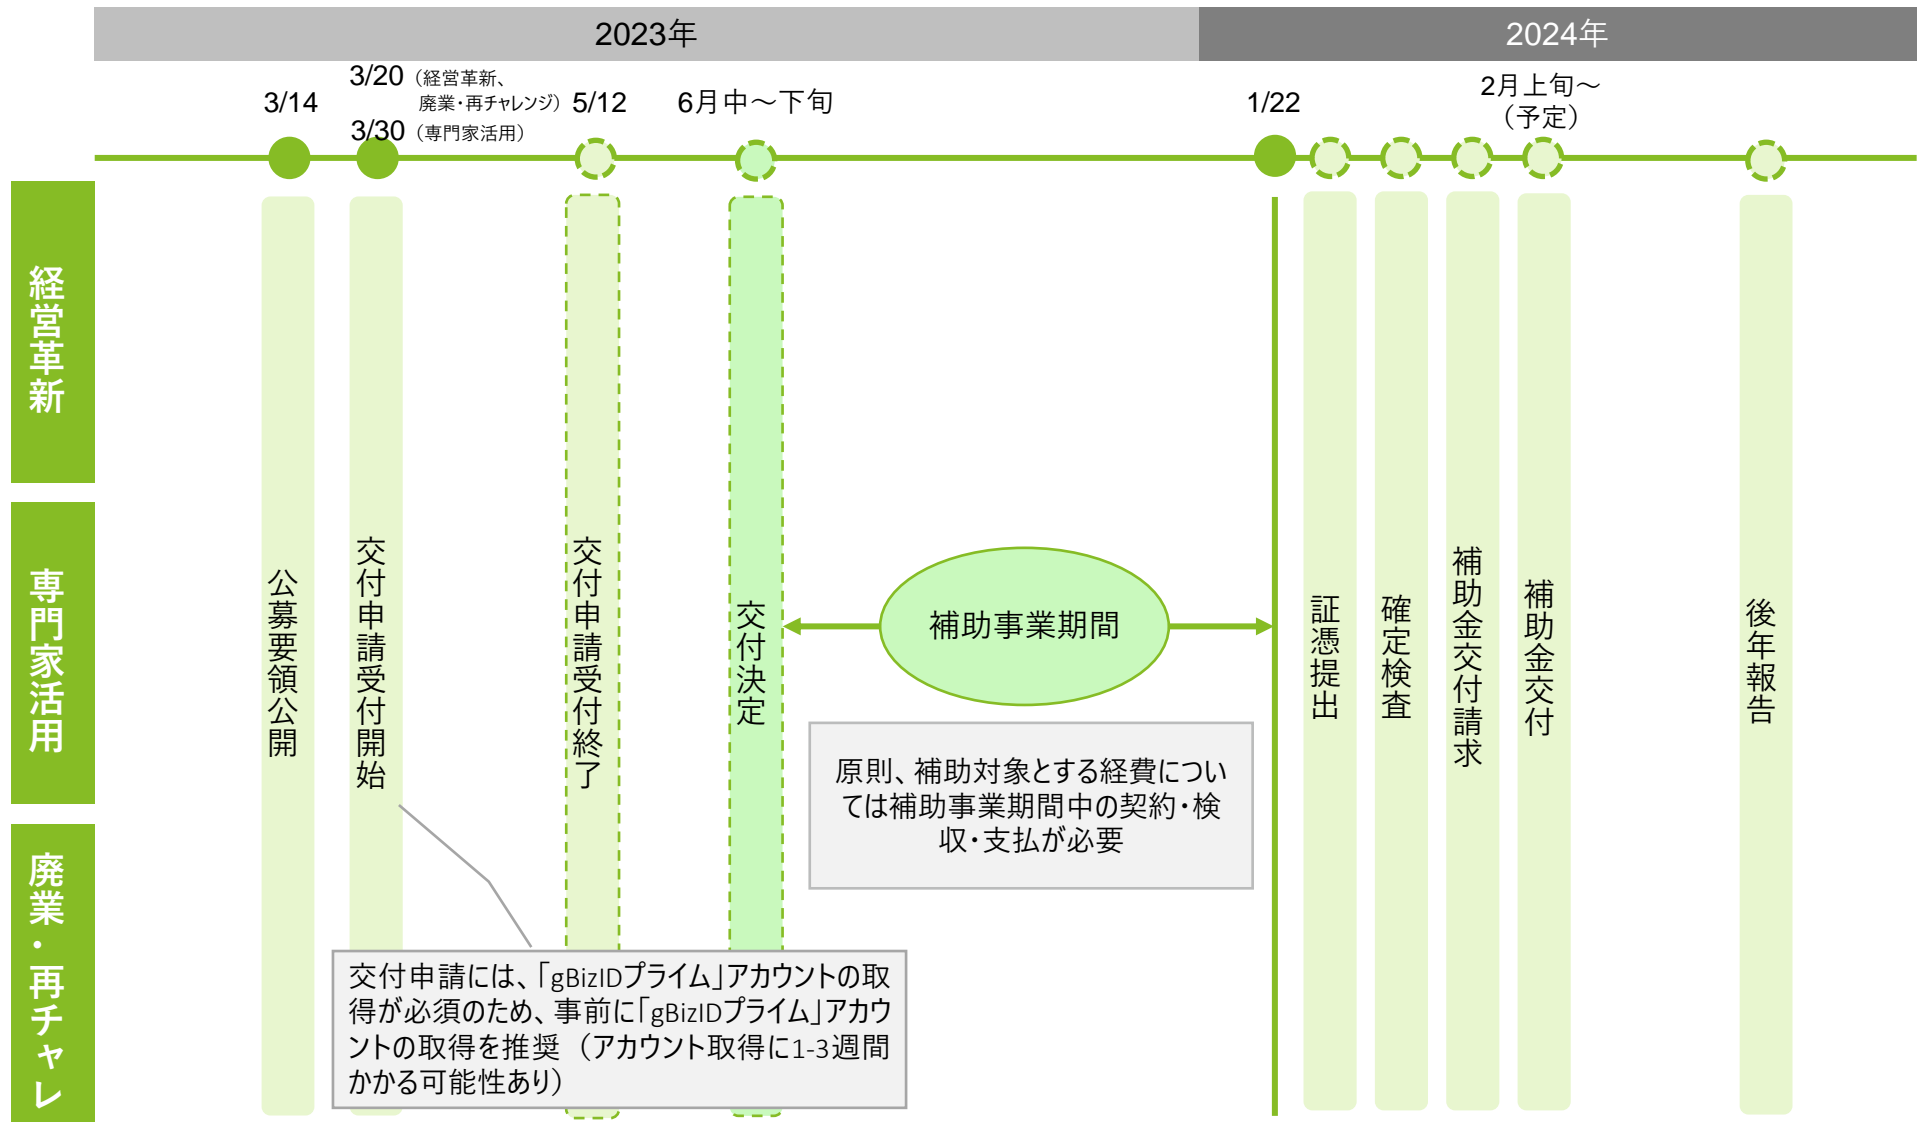 2023年
2024年
3/14
3/20（経営革新、
廃業・再チャレンジ）
3/30（専門家活用）
5/12
6月中～下旬
1/22
2月上旬～
（予定）
経営革新
専門家活用
廃業・再チャレ
公募要領公開
交付申請受付開始
交付申請受付終了
交付決定
補助事業期間
証憑提出
確定検査
補助金交付請求
補助金交付
後年報告
原則、補助対象とする経費につい
ては補助事業期間中の契約・検
収・支払が必要
交付申請には、「gBizIDプライム」アカウントの取
得が必須のため、事前に「gBizIDプライム」アカウ
ントの取得を推奨（アカウント取得に1-3週間
かかる可能性あり）